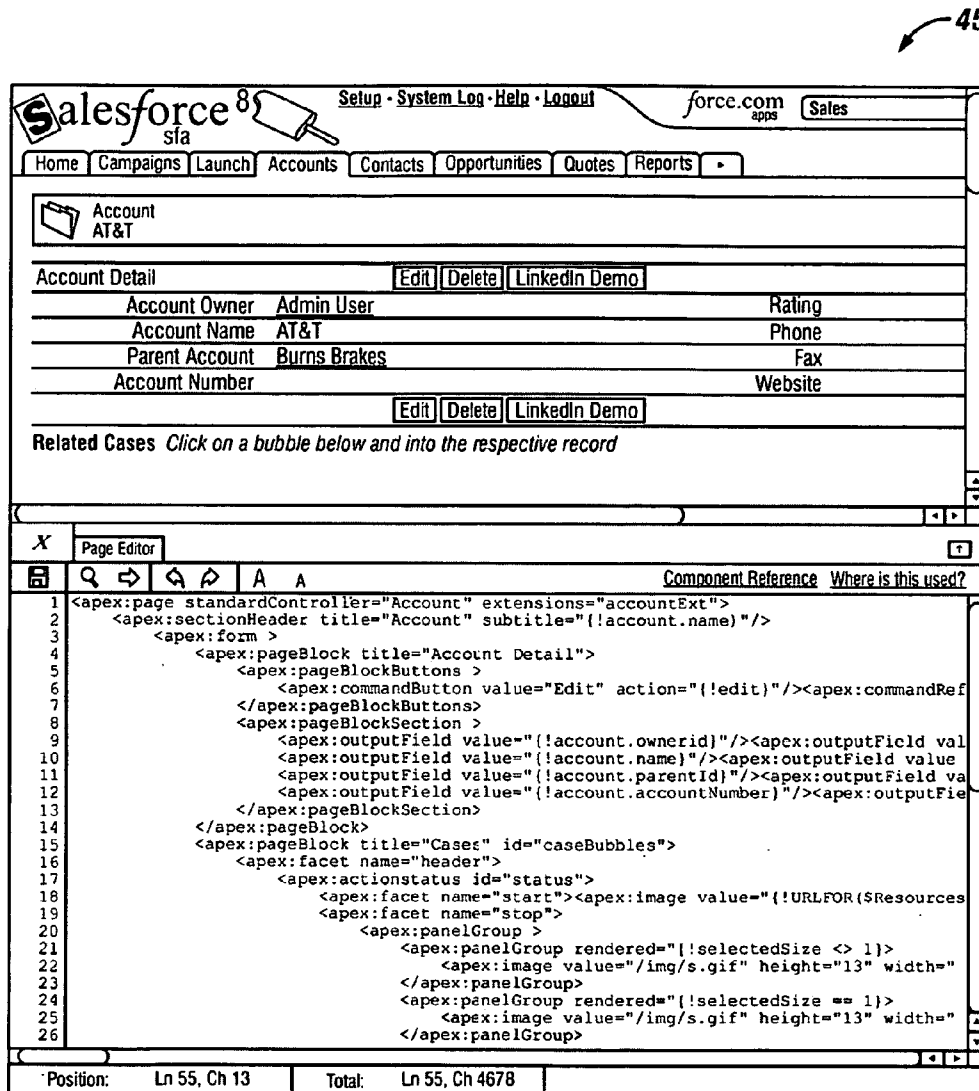 45
Salesforce 8
sfa
Setup · System Log · Help · Logout
force.com
apps
Sales
Home Campaigns Launch Accounts Contacts Opportunities Quotes Reports
Account
AT&T
Account Detail Edit Delete LinkedIn Demo
Account Owner Admin User Rating
Account Name AT&T Phone
Parent Account Burns Brakes Fax
Account Number Website
Edit Delete LinkedIn Demo
Related Cases Click on a bubble below and into the respective record
X Page Editor
A A Component Reference Where is this used?
1 <apex:page standardController="Account" extensions="accountExt">
2 <apex:sectionHeader title="Account" subtitle="{!account.name}"/>
3 <apex:form >
4 <apex:pageBlock title="Account Detail">
5 <apex:pageBlockButtons >
6 <apex:commandButton value="Edit" action="{!edit}"/><apex:commandRef
7 </apex:pageBlockButtons>
8 <apex:pageBlockSection >
9 <apex:outputField value="{!account.ownerid}"/><apex:outputField val
10 <apex:outputField value="{!account.name}"/><apex:outputField value
11 <apex:outputField value="{!account.parentId}"/><apex:outputField va
12 <apex:outputField value="{!account.accountNumber}"/><apex:outputFie
13 </apex:pageBlockSection>
14 </apex:pageBlock>
15 <apex:pageBlock title="Cases" id="caseBubbles">
16 <apex:facet name="header">
17 <apex:actionstatus id="status">
18 <apex:facet name="start"><apex:image value="{!URLFOR($Resources
19 <apex:facet name="stop">
20 <apex:panelGroup >
21 <apex:panelGroup rendered="{!selectedSize <> 1}>
22 <apex:image value="/img/s.gif" height="13" width="
23 </apex:panelGroup>
24 <apex:panelGroup rendered="{!selectedSize == 1}>
25 <apex:image value="/img/s.gif" height="13" width="
26 </apex:panelGroup>
Position: Ln 55, Ch 13 Total: Ln 55, Ch 4678